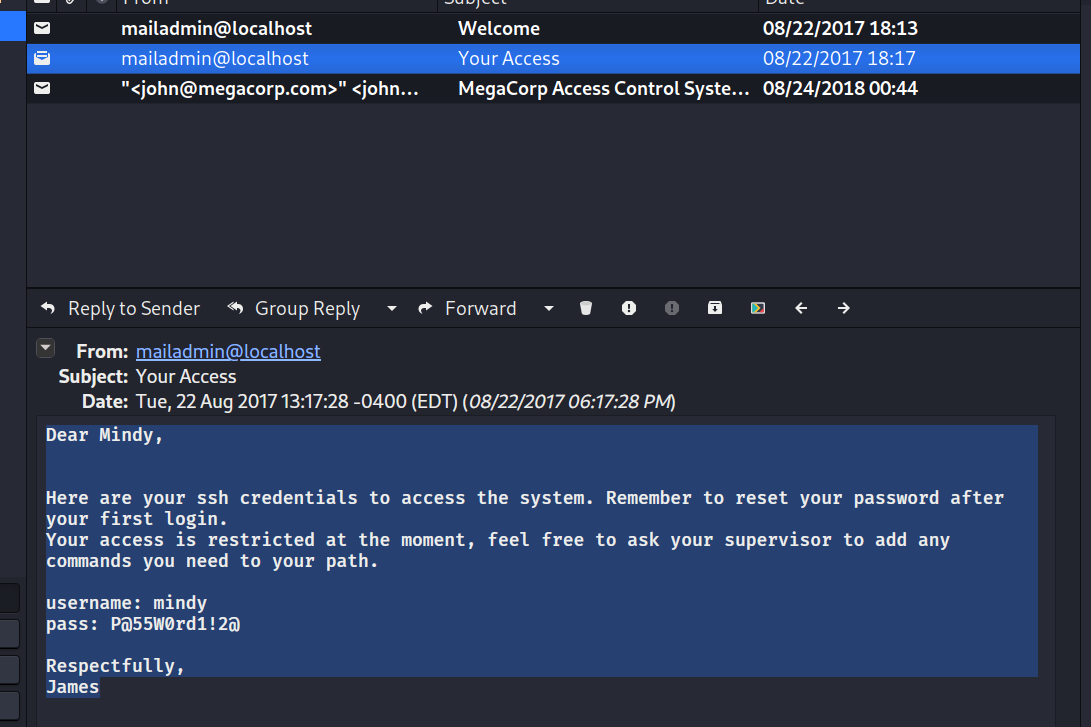 From Subject Date
mailadmin@localhost Welcome 08/22/2017 18:13
mailadmin@localhost Your Access 08/22/2017 18:17
"<john@megacorp.com>" <john... MegaCorp Access Control Syste... 08/24/2018 00:44
Reply to Sender Group Reply Forward
From: mailadmin@localhost
Subject: Your Access
Date: Tue, 22 Aug 2017 13:17:28 -0400 (EDT) (08/22/2017 06:17:28 PM)
Dear Mindy,
Here are your ssh credentials to access the system. Remember to reset your password after
your first login.
Your access is restricted at the moment, feel free to ask your supervisor to add any
commands you need to your path.
username: mindy
pass: P@55W0rd1!2@
Respectfully,
James